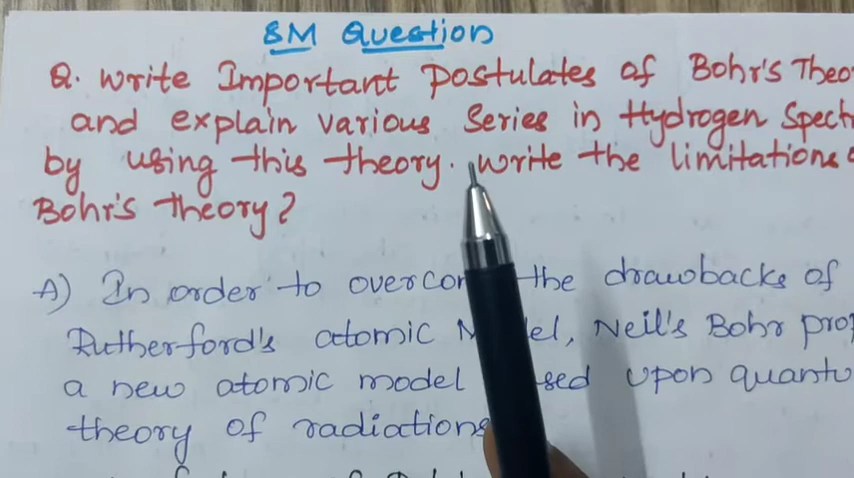 8M Question
Q. Write Important Postulates of Bohr's Theo
and explain various Series in Hydrogen Spect
by using this theory. Write the limitations
Bohr's theory?
A) In order to overcom the drawbacks of
Rutherford's atomic M el, Neil's Bohr prop
a new atomic model sed upon quantu
theory of radiations